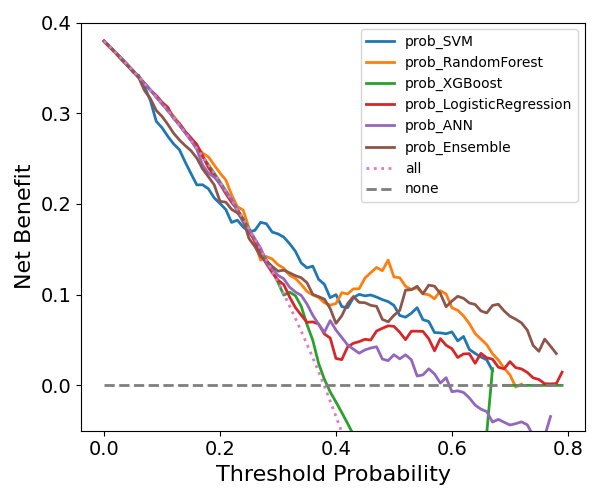 0.4
0.3
0.2
0.1
0.0
Net Benefit
prob_SVM
prob_RandomForest
prob_XGBoost
prob_LogisticRegression
prob_ANN
prob_Ensemble
all
none
0.0 0.2 0.4 0.6 0.8
Threshold Probability